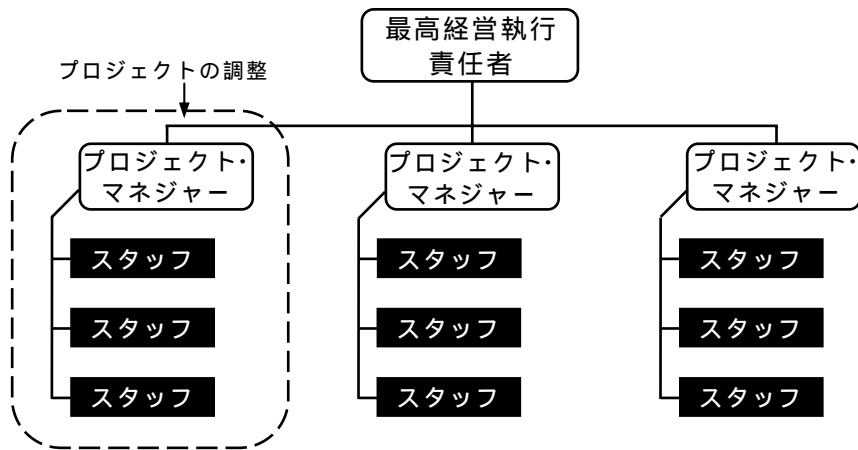 最高経営執行
責任者
プロジェクトの調整
プロジェクト・
マネジャー
プロジェクト・
マネジャー
プロジェクト・
マネジャー
スタッフ
スタッフ
スタッフ
スタッフ
スタッフ
スタッフ
スタッフ
スタッフ
スタッフ